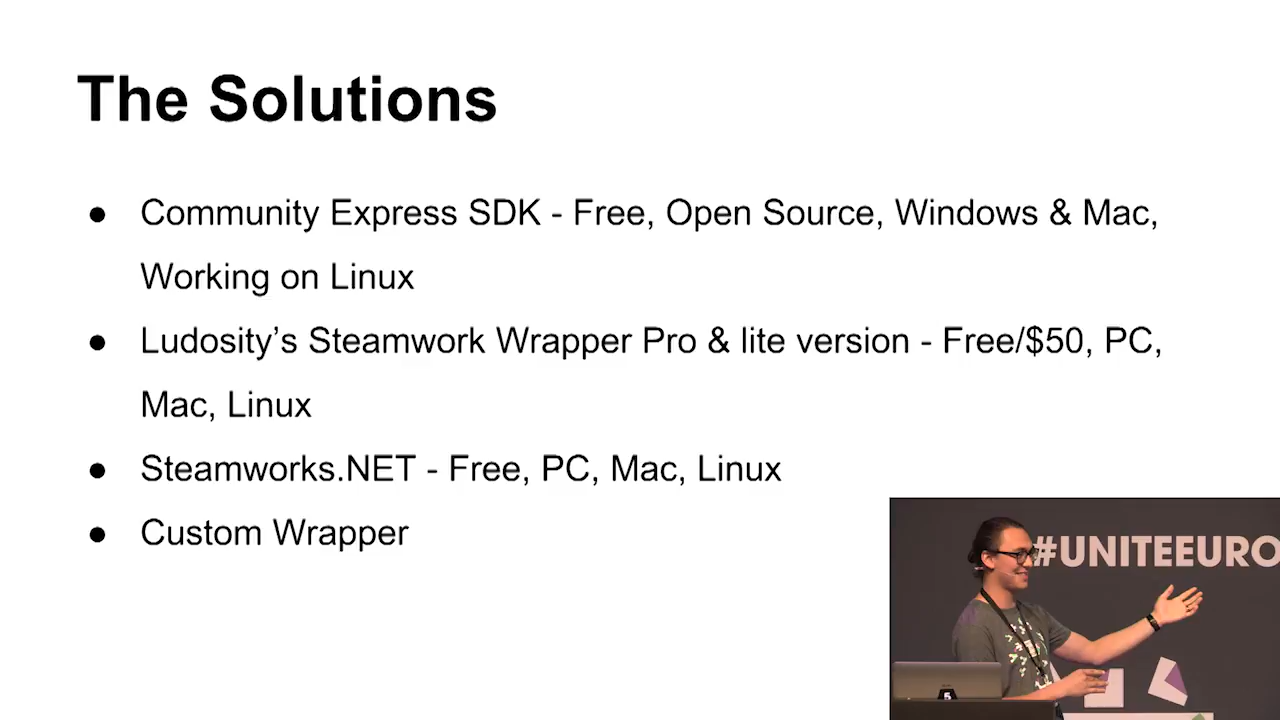 The Solutions
● Community Express SDK - Free, Open Source, Windows & Mac,
Working on Linux
● Ludosity’s Steamwork Wrapper Pro & lite version - Free/$50, PC,
Mac, Linux
● Steamworks.NET - Free, PC, Mac, Linux
● Custom Wrapper
#UNITEEURO
5